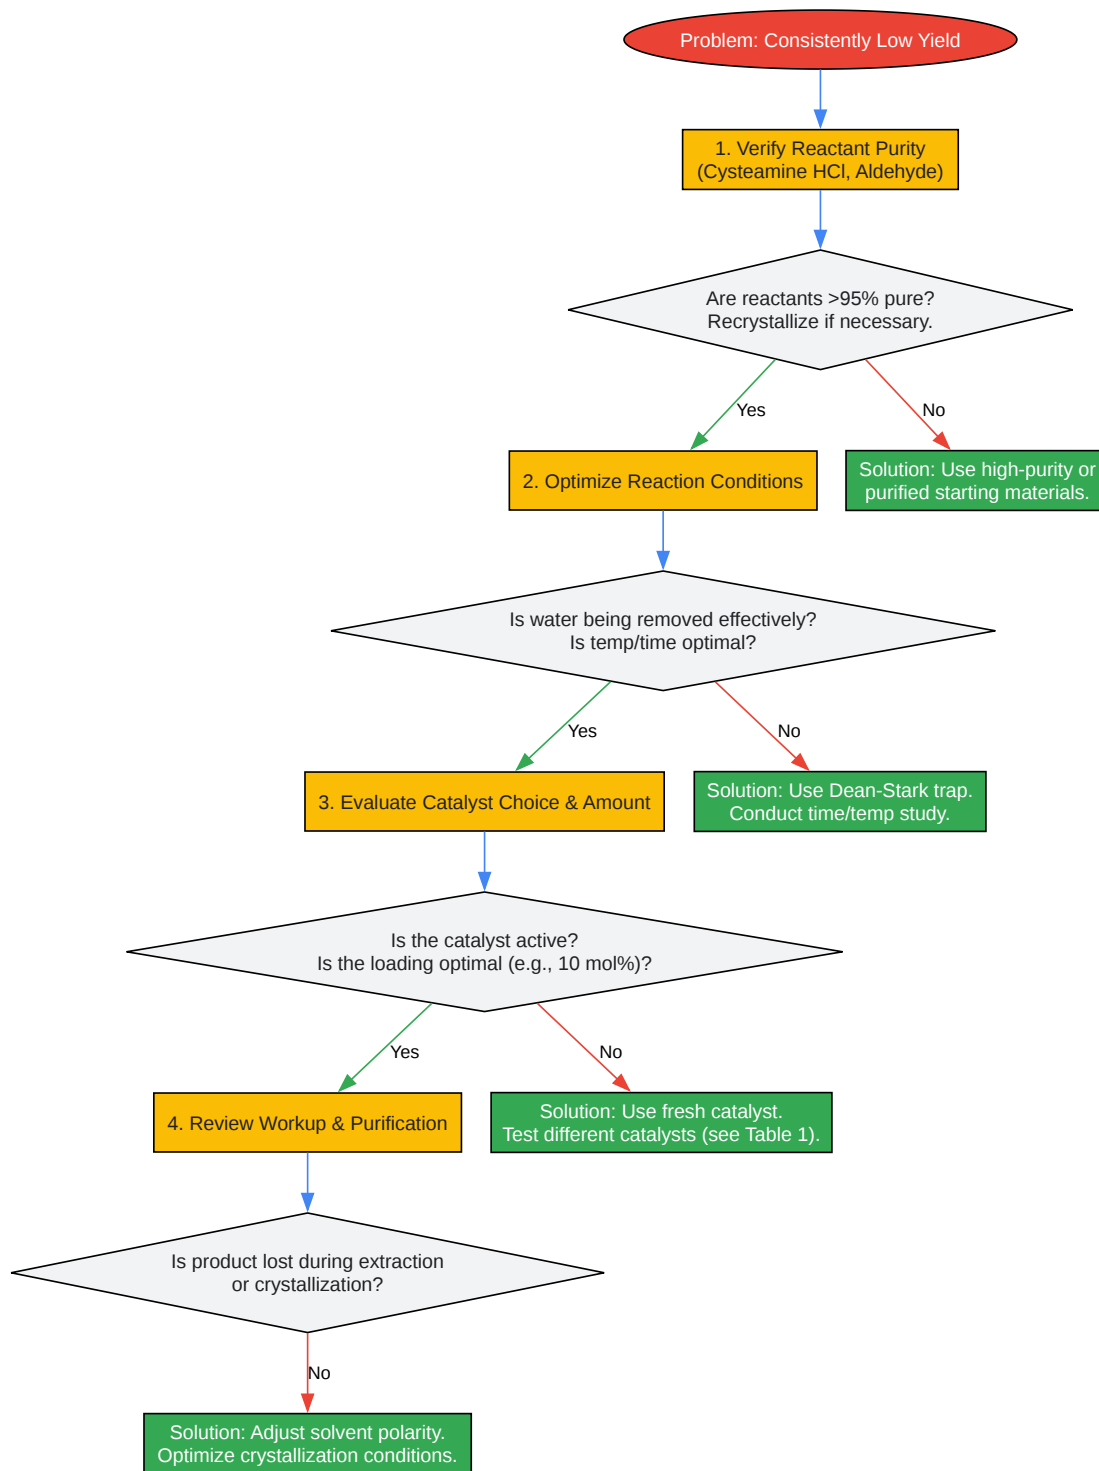 Problem: Consistently Low Yield
1. Verify Reactant Purity
(Cysteamine HCl, Aldehyde)
Are reactants >95% pure?
Recrystallize if necessary.
Yes
No
2. Optimize Reaction Conditions
Solution: Use high-purity or
purified starting materials.
Is water being removed effectively?
Is temp/time optimal?
Yes
No
3. Evaluate Catalyst Choice & Amount
Solution: Use Dean-Stark trap.
Conduct time/temp study.
Is the catalyst active?
Is the loading optimal (e.g., 10 mol%)?
Yes
No
4. Review Workup & Purification
Solution: Use fresh catalyst.
Test different catalysts (see Table 1).
Is product lost during extraction
or crystallization?
No
Solution: Adjust solvent polarity.
Optimize crystallization conditions.